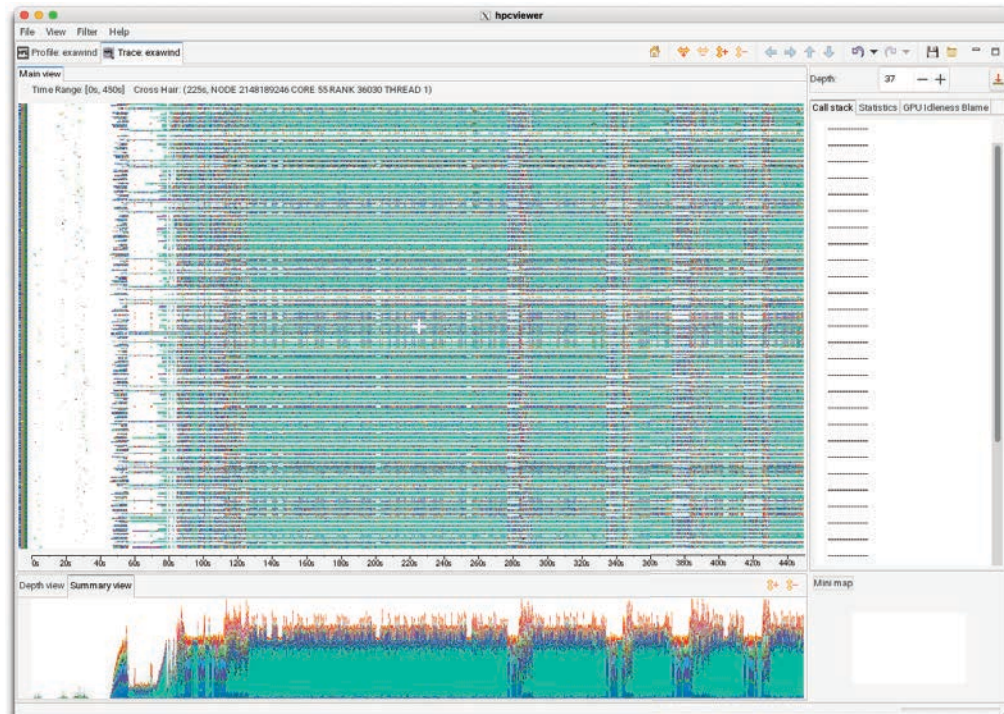 hpcviewer
File View Filter Help
Profile: exawind Trace: exawind
Main view
Time Range: [0s, 450s] Cross Hair: (225s, NODE 2148189246 CORE 55 RANK 36030 THREAD 1)
Depth: 37
Call stack Statistics GPU Idleness Blame
0s 20s 40s 60s 80s 100s 120s 140s 160s 180s 200s 220s 240s 260s 280s 300s 320s 340s 360s 380s 400s 420s 440s
Depth view Summary view
Mini map